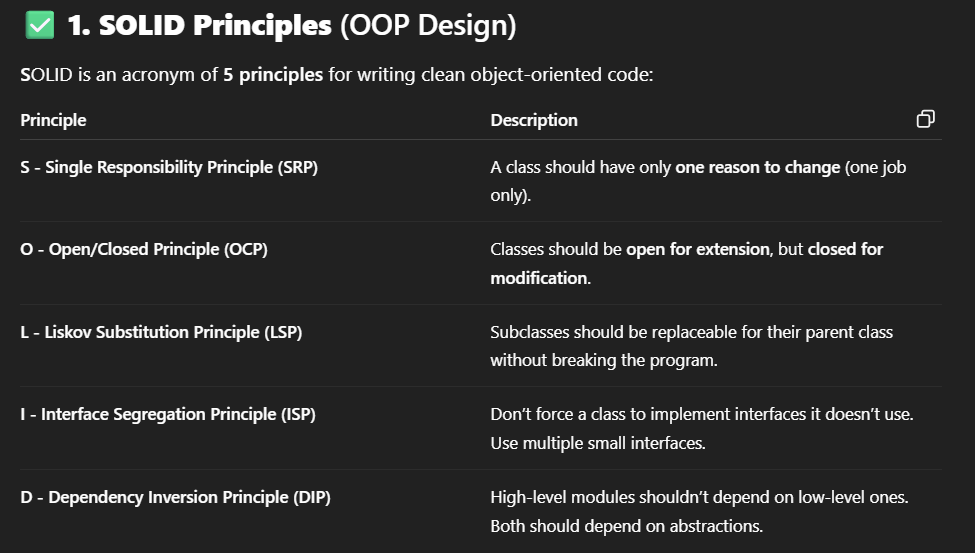 ✅ 1. SOLID Principles (OOP Design)
SOLID is an acronym of 5 principles for writing clean object-oriented code:
Principle Description
S - Single Responsibility Principle (SRP) A class should have only one reason to change (one job
only).
O - Open/Closed Principle (OCP) Classes should be open for extension, but closed for
modification.
L - Liskov Substitution Principle (LSP) Subclasses should be replaceable for their parent class
without breaking the program.
I - Interface Segregation Principle (ISP) Don’t force a class to implement interfaces it doesn’t use.
Use multiple small interfaces.
D - Dependency Inversion Principle (DIP) High-level modules shouldn’t depend on low-level ones.
Both should depend on abstractions.